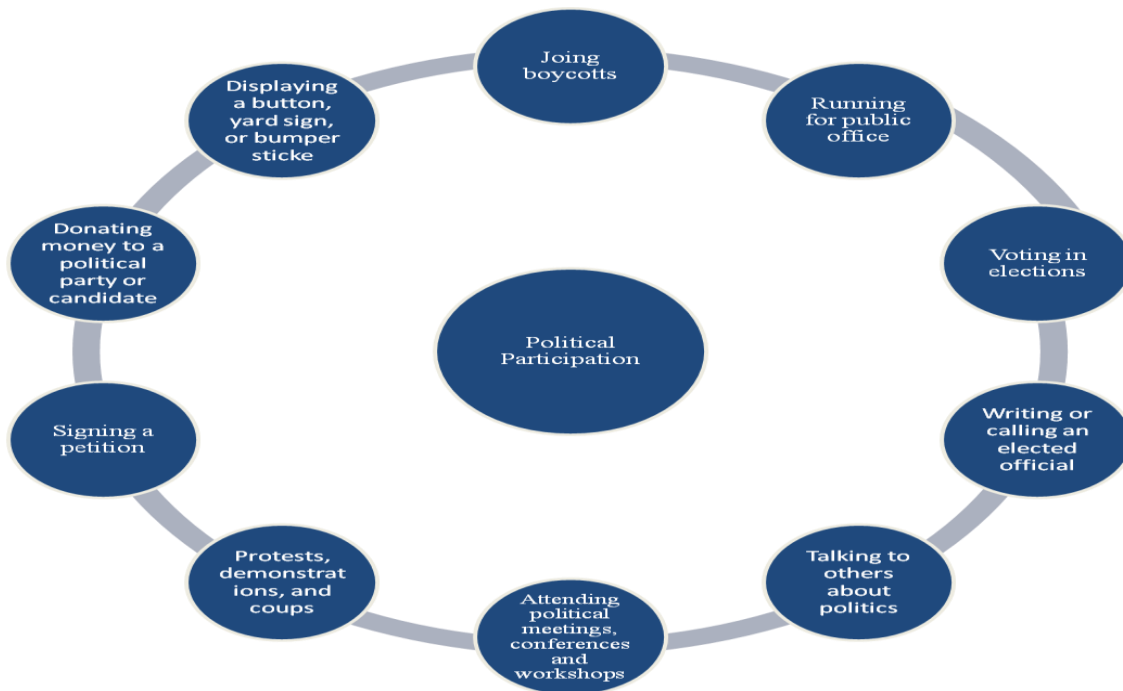 Joing
boycotts
Running
for public
office
Voting in
elections
Writing or
calling an
elected
official
Talking to
others
about
politics
Attending
political
meetings,
conferences
and
workshops
Protests,
demonstrat
ions, and
coups
Signing a
petition
Donating
money to a
political
party or
candidate
Displaying
a button,
yard sign,
or bumper
sticke
Political
Participation